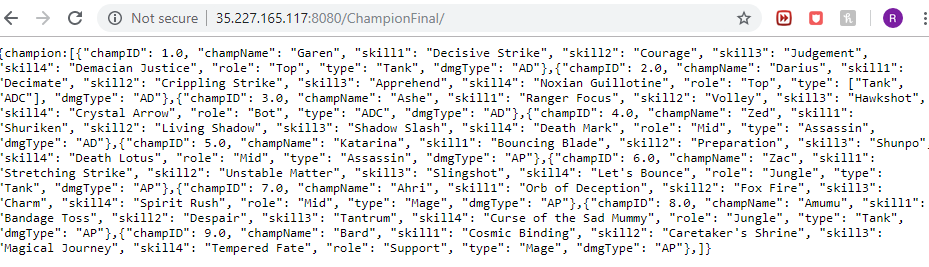 Not secure | 35.227.165.117:8080/ChampionFinal/
R
{champion:[{"champID": 1.0, "champName": "Garen", "skill1": "Decisive Strike", "skill2": "Courage", "skill3": "Judgement",
"skill4": "Demacian Justice", "role": "Top", "type": "Tank", "dmgType": "AD"},{"champID": 2.0, "champName": "Darius", "skill1":
"Decimate", "skill2": "Crippling Strike", "skill3": "Apprehend", "skill4": "Noxian Guillotine", "role": "Top", "type": ["Tank",
"ADC"], "dmgType": "AD"},{"champID": 3.0, "champName": "Ashe", "skill1": "Ranger Focus", "skill2": "Volley", "skill3": "Hawkshot",
"skill4": "Crystal Arrow", "role": "Bot", "type": "ADC", "dmgType": "AD"},{"champID": 4.0, "champName": "Zed", "skill1":
"Shuriken", "skill2": "Living Shadow", "skill3": "Shadow Slash", "skill4": "Death Mark", "role": "Mid", "type": "Assassin",
"dmgType": "AD"},{"champID": 5.0, "champName": "Katarina", "skill1": "Bouncing Blade", "skill2": "Preparation", "skill3": "Shunpo",
"skill4": "Death Lotus", "role": "Mid", "type": "Assassin", "dmgType": "AP"},{"champID": 6.0, "champName": "Zac", "skill1":
"Stretching Strike", "skill2": "Unstable Matter", "skill3": "Slingshot", "skill4": "Let's Bounce", "role": "Jungle", "type":
"Tank", "dmgType": "AP"},{"champID": 7.0, "champName": "Ahri", "skill1": "Orb of Deception", "skill2": "Fox Fire", "skill3":
"Charm", "skill4": "Spirit Rush", "role": "Mid", "type": "Mage", "dmgType": "AP"},{"champID": 8.0, "champName": "Amumu", "skill1":
"Bandage Toss", "skill2": "Despair", "skill3": "Tantrum", "skill4": "Curse of the Sad Mummy", "role": "Jungle", "type": "Tank",
"dmgType": "AP"},{"champID": 9.0, "champName": "Bard", "skill1": "Cosmic Binding", "skill2": "Caretaker's Shrine", "skill3":
"Magical Journey", "skill4": "Tempered Fate", "role": "Support", "type": "Mage", "dmgType": "AP"},]}